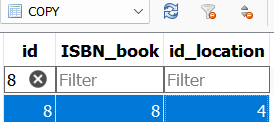 COPY
id ISBN_book id_location
8 Filter Filter
8 8 4